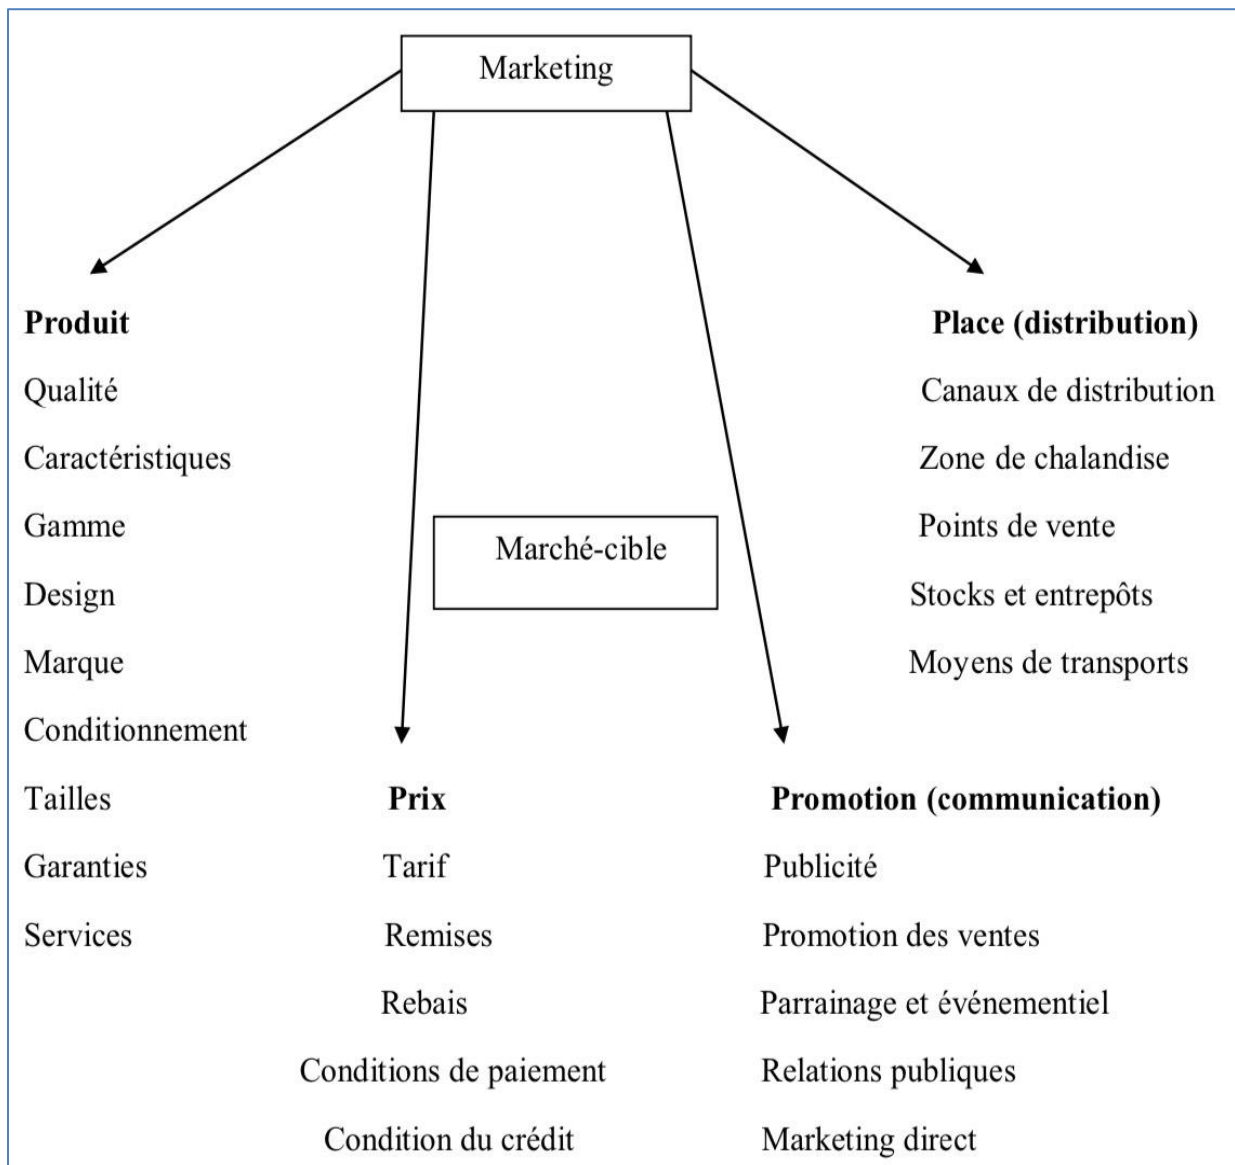 Marketing
Produit
Qualité
Caractéristiques
Gamme
Design
Marque
Conditionnement
Tailles
Garanties
Services
Marché-cible
Prix
Tarif
Remises
Rebais
Conditions de paiement
Condition du crédit
Promotion (communication)
Publicité
Promotion des ventes
Parrainage et événementiel
Relations publiques
Marketing direct
Place (distribution)
Canaux de distribution
Zone de chalandise
Points de vente
Stocks et entrepôts
Moyens de transports